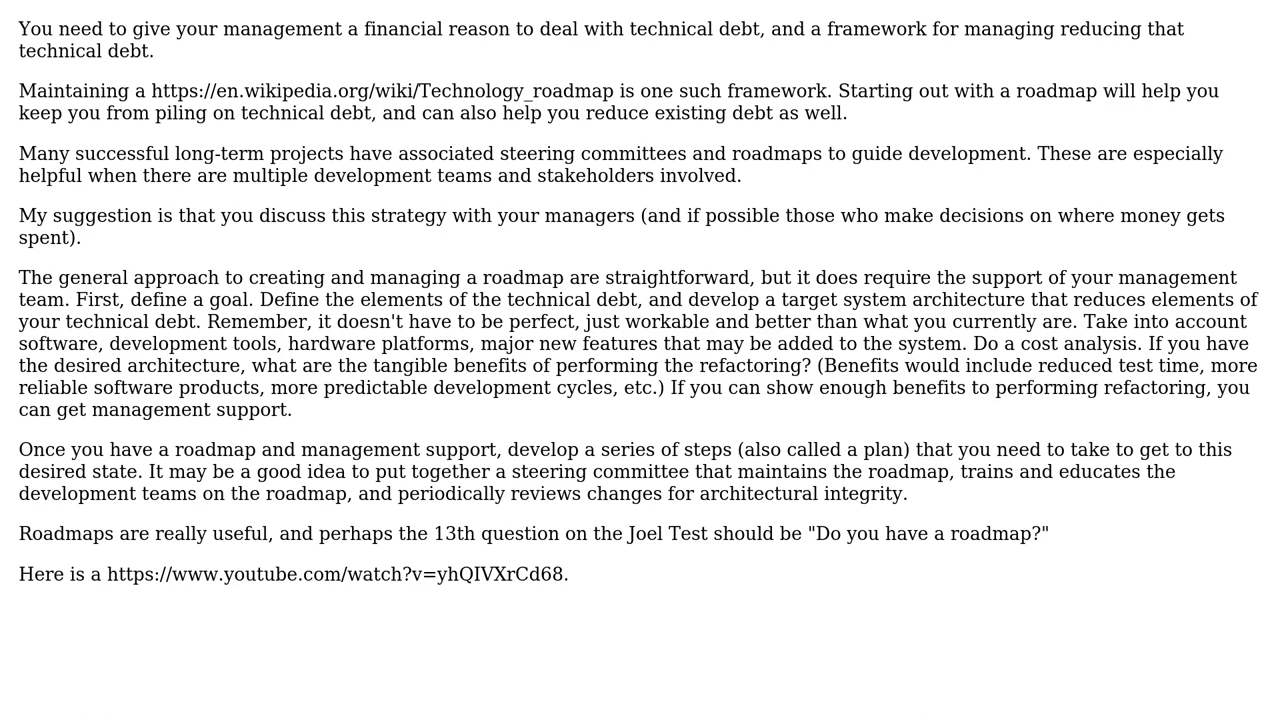 You need to give your management a financial reason to deal with technical debt, and a framework for managing reducing that
technical debt.
Maintaining a https://en.wikipedia.org/wiki/Technology_roadmap is one such framework. Starting out with a roadmap will help you
keep you from piling on technical debt, and can also help you reduce existing debt as well.
Many successful long-term projects have associated steering committees and roadmaps to guide development. These are especially
helpful when there are multiple development teams and stakeholders involved.
My suggestion is that you discuss this strategy with your managers (and if possible those who make decisions on where money gets
spent).
The general approach to creating and managing a roadmap are straightforward, but it does require the support of your management
team. First, define a goal. Define the elements of the technical debt, and develop a target system architecture that reduces elements of
your technical debt. Remember, it doesn't have to be perfect, just workable and better than what you currently are. Take into account
software, development tools, hardware platforms, major new features that may be added to the system. Do a cost analysis. If you have
the desired architecture, what are the tangible benefits of performing the refactoring? (Benefits would include reduced test time, more
reliable software products, more predictable development cycles, etc.) If you can show enough benefits to performing refactoring, you
can get management support.
Once you have a roadmap and management support, develop a series of steps (also called a plan) that you need to take to get to this
desired state. It may be a good idea to put together a steering committee that maintains the roadmap, trains and educates the
development teams on the roadmap, and periodically reviews changes for architectural integrity.
Roadmaps are really useful, and perhaps the 13th question on the Joel Test should be "Do you have a roadmap?"
Here is a https://www.youtube.com/watch?v=yhQIVXrCd68.